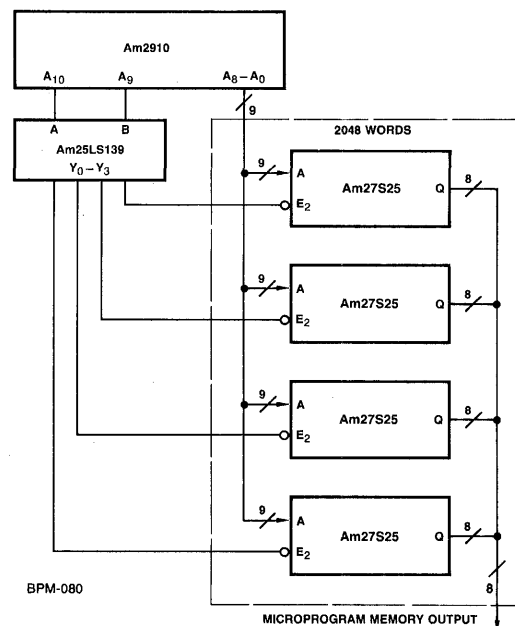 Am2910
A10 A9 A8 – A0
9
A B
Am25LS139
Y0 – Y3
2048 WORDS
9 A Am27S25 Q 8
E2
9 A Am27S25 Q 8
E2
9 A Am27S25 Q 8
E2
9 A Am27S25 Q 8
E2
8
BPM-080
MICROPROGRAM MEMORY OUTPUT